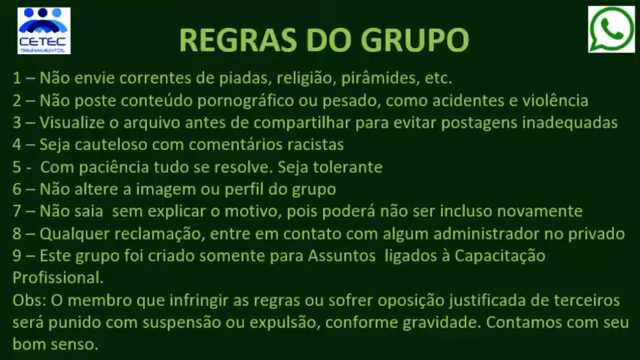 CETEC
TREINAMENTOS
REGRAS DO GRUPO
1 – Não envie correntes de piadas, religião, pirâmides, etc.
2 – Não poste conteúdo pornográfico ou pesado, como acidentes e violência
3 – Visualize o arquivo antes de compartilhar para evitar postagens inadequadas
4 – Seja cauteloso com comentários racistas
5 -  Com paciência tudo se resolve. Seja tolerante
6 – Não altere a imagem ou perfil do grupo
7 – Não saia  sem explicar o motivo, pois poderá não ser incluso novamente
8 – Qualquer reclamação, entre em contato com algum administrador no privado
9 – Este grupo foi criado somente para Assuntos  ligados à Capacitação
Profissional.
Obs: O membro que infringir as regras ou sofrer oposição justificada de terceiros
será punido com suspensão ou expulsão, conforme gravidade. Contamos com seu
bom senso.